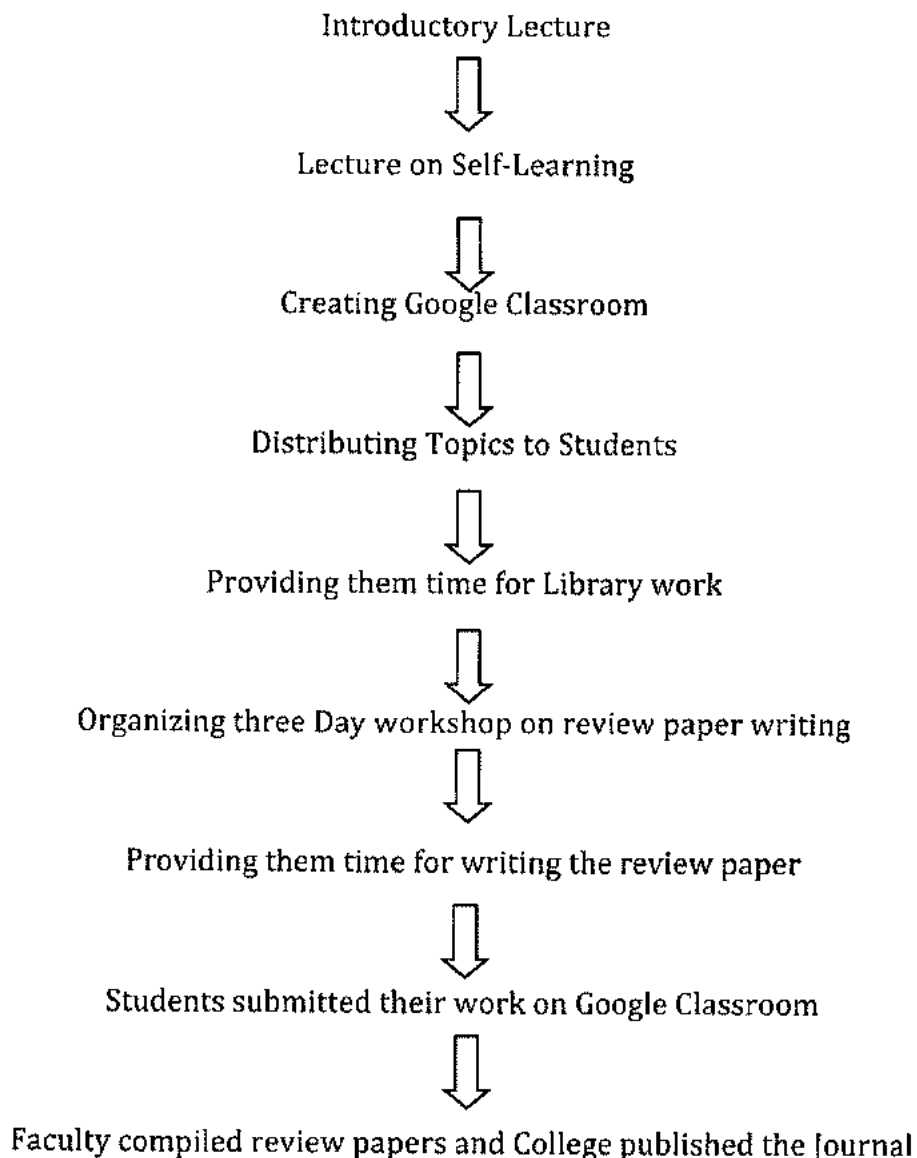 Introductory Lecture
Lecture on Self-Learning
Creating Google Classroom
Distributing Topics to Students
Providing them time for Library work
Organizing three Day workshop on review paper writing
Providing them time for writing the review paper
Students submitted their work on Google Classroom
Faculty compiled review papers and College published the Journal